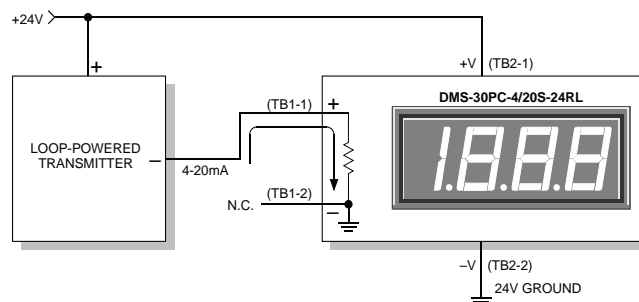 +24V
+V (TB2-1)
+
DMS-30PC-4/20S-24RL
(TB1-1) +
LOOP-POWERED
TRANSMITTER
–
4-20mA
1.8.8.8
N.C. (TB1-2) –
–V (TB2-2)
24V GROUND